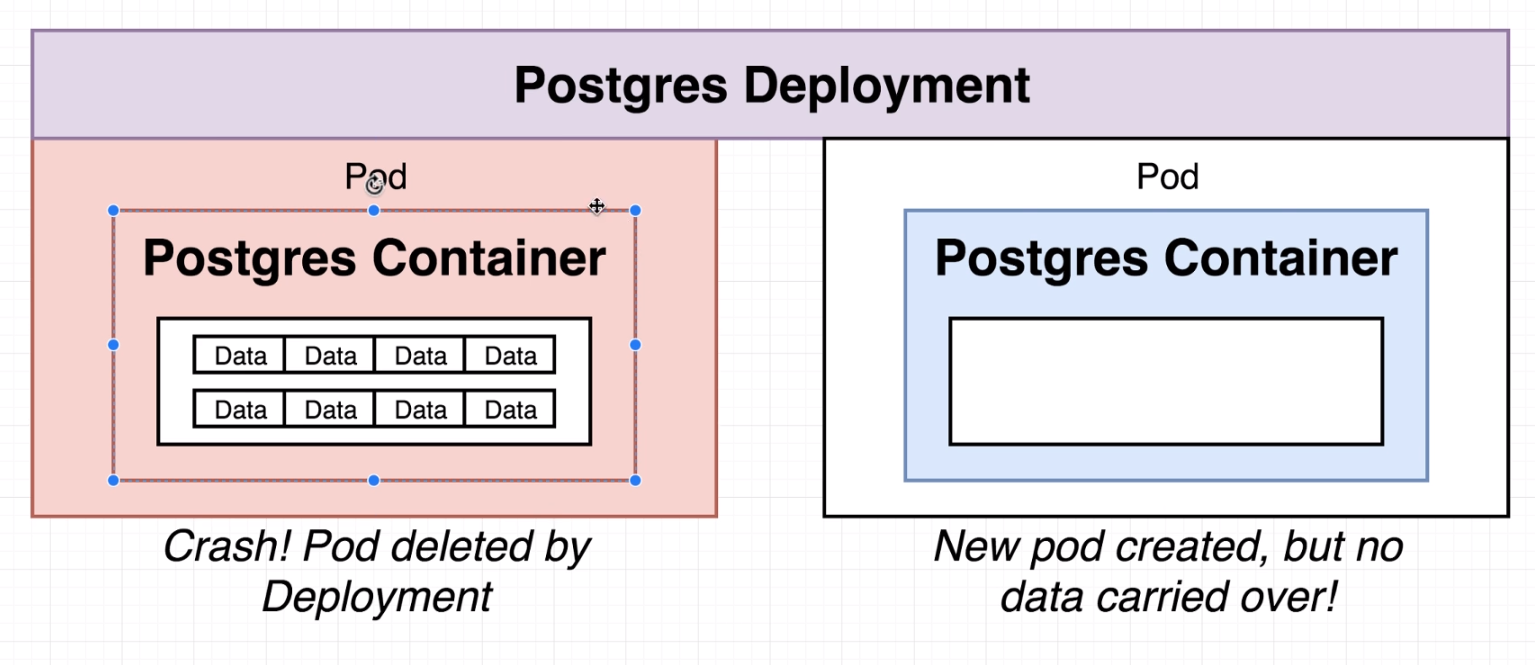 Postgres Deployment
Pod
Postgres Container
Data Data Data Data
Data Data Data Data
Crash! Pod deleted by
Deployment
Pod
Postgres Container
New pod created, but no
data carried over!